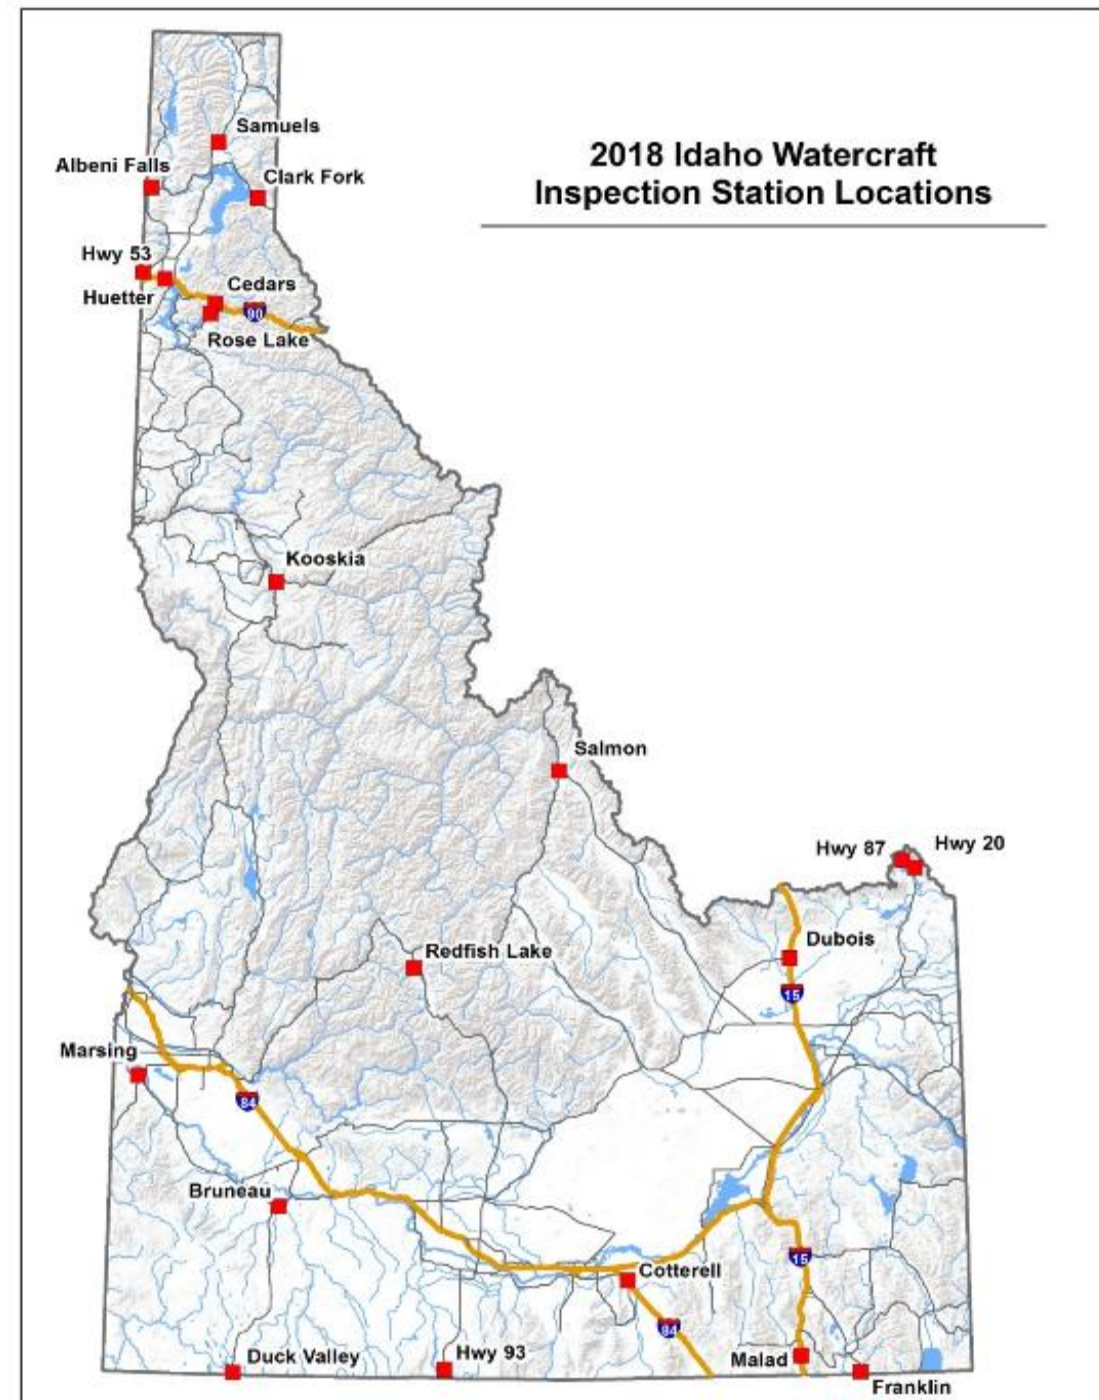 2018 Idaho Watercraft
Inspection Station Locations
Samuels
Albeni Falls
Clark Fork
Hwy 53
Huetter
Cedars
90
Rose Lake
Kooskia
Salmon
Hwy 87
Hwy 20
Dubois
Redfish Lake
15
Marsing
84
Bruneau
15
Cotterell
84
Duck Valley
Hwy 93
Malad
Franklin